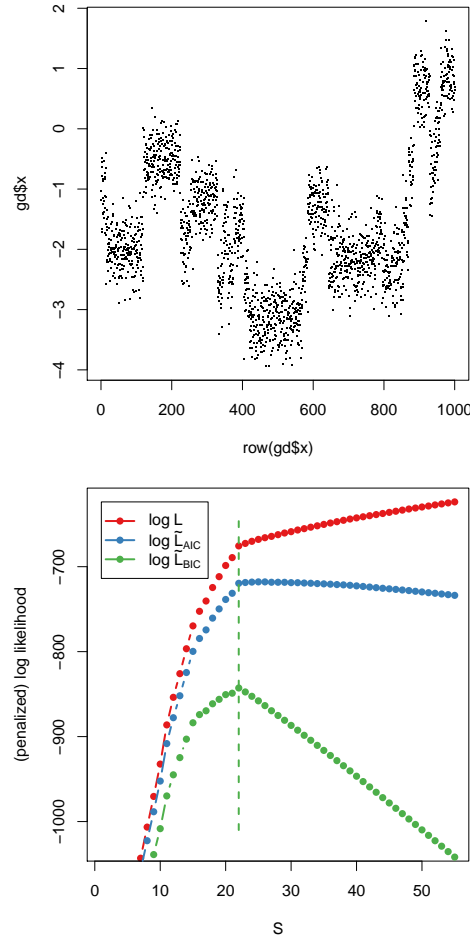 2
1
0
-1
-2
-3
-4
gd$x
0 200 400 600 800 1000
row(gd$x)
log L
log L̃AIC
log L̃BIC
-700
-800
-900
-1000
(penalized) log likelihood
0 10 20 30 40 50
S